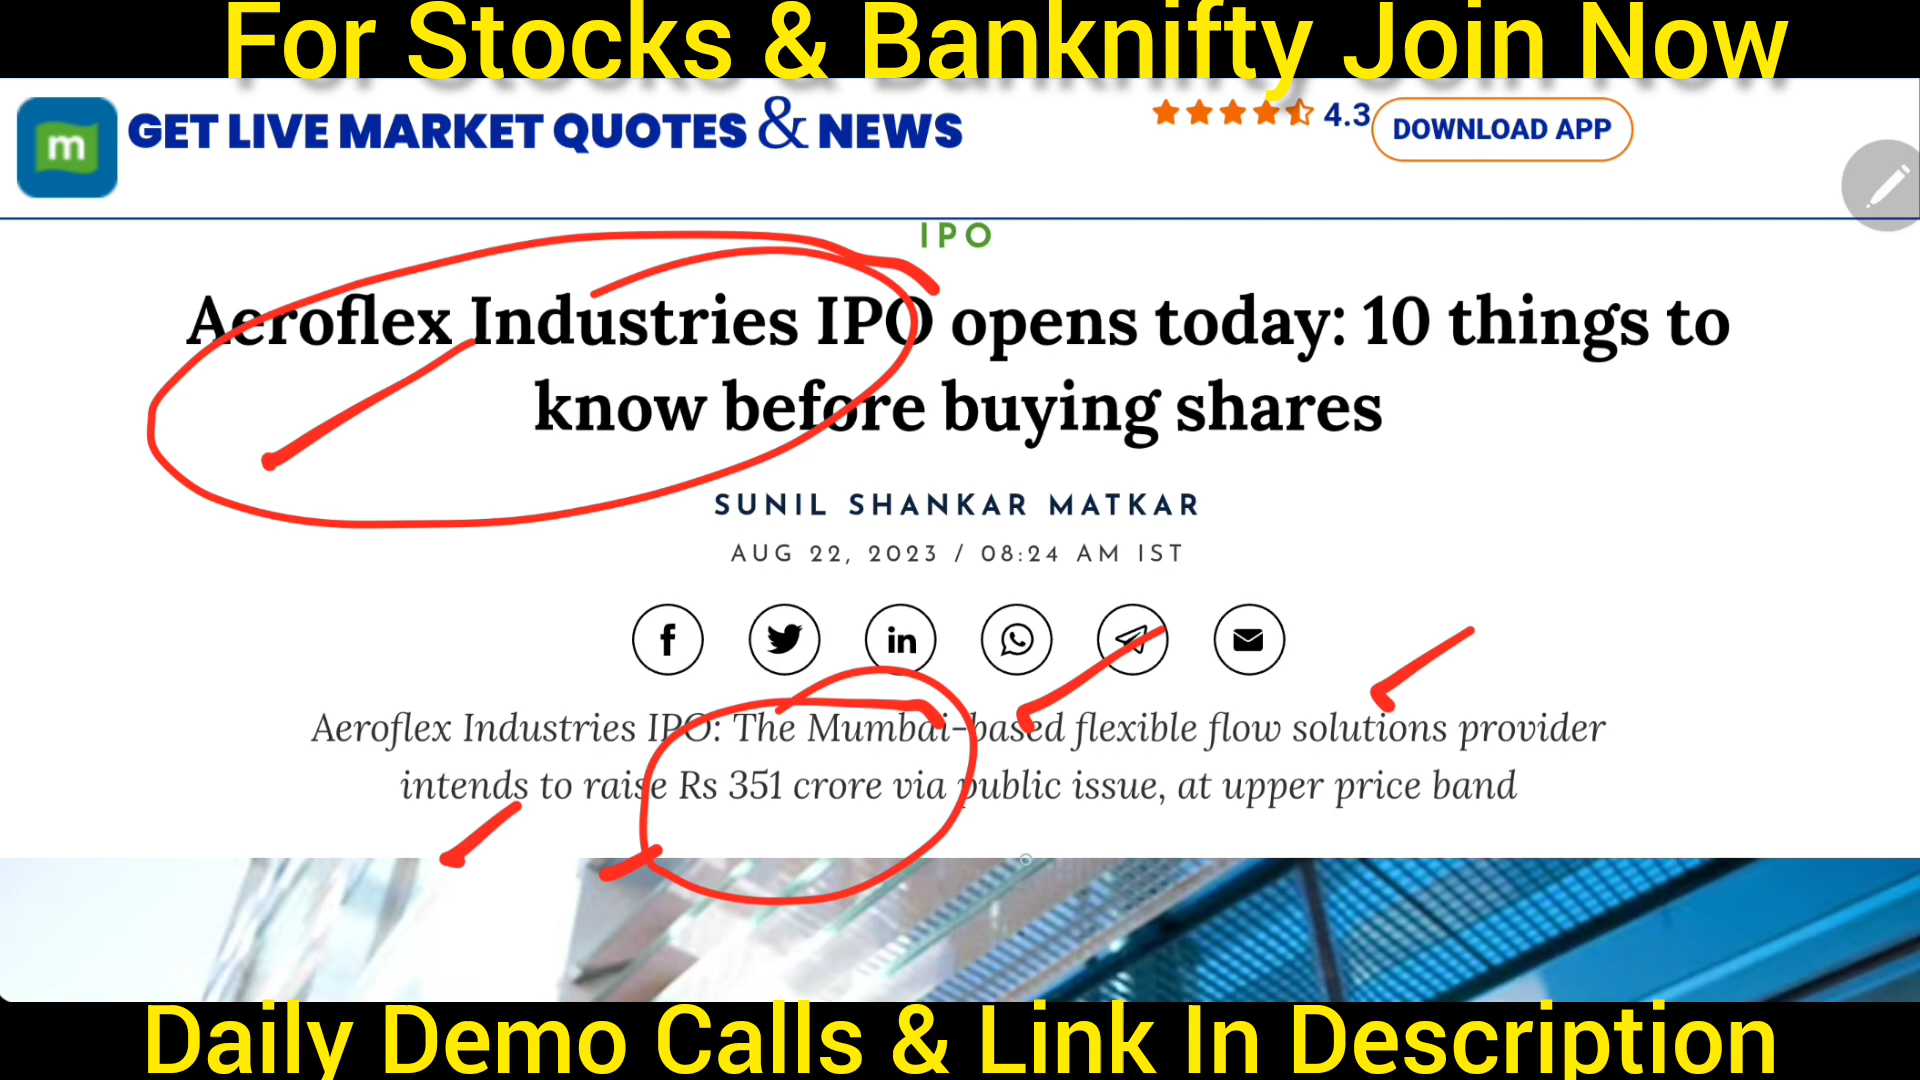 For Stocks & Banknifty Join Now
m
GET LIVE MARKET QUOTES & NEWS
4.3
DOWNLOAD APP
IPO
Aeroflex Industries IPO opens today: 10 things to
know before buying shares
SUNIL SHANKAR MATKAR
AUG 22, 2023 / 08:24 AM IST
f
in
Aeroflex Industries IPO: The Mumbai-based flexible flow solutions provider
intends to raise Rs 351 crore via public issue, at upper price band
Daily Demo Calls & Link In Description